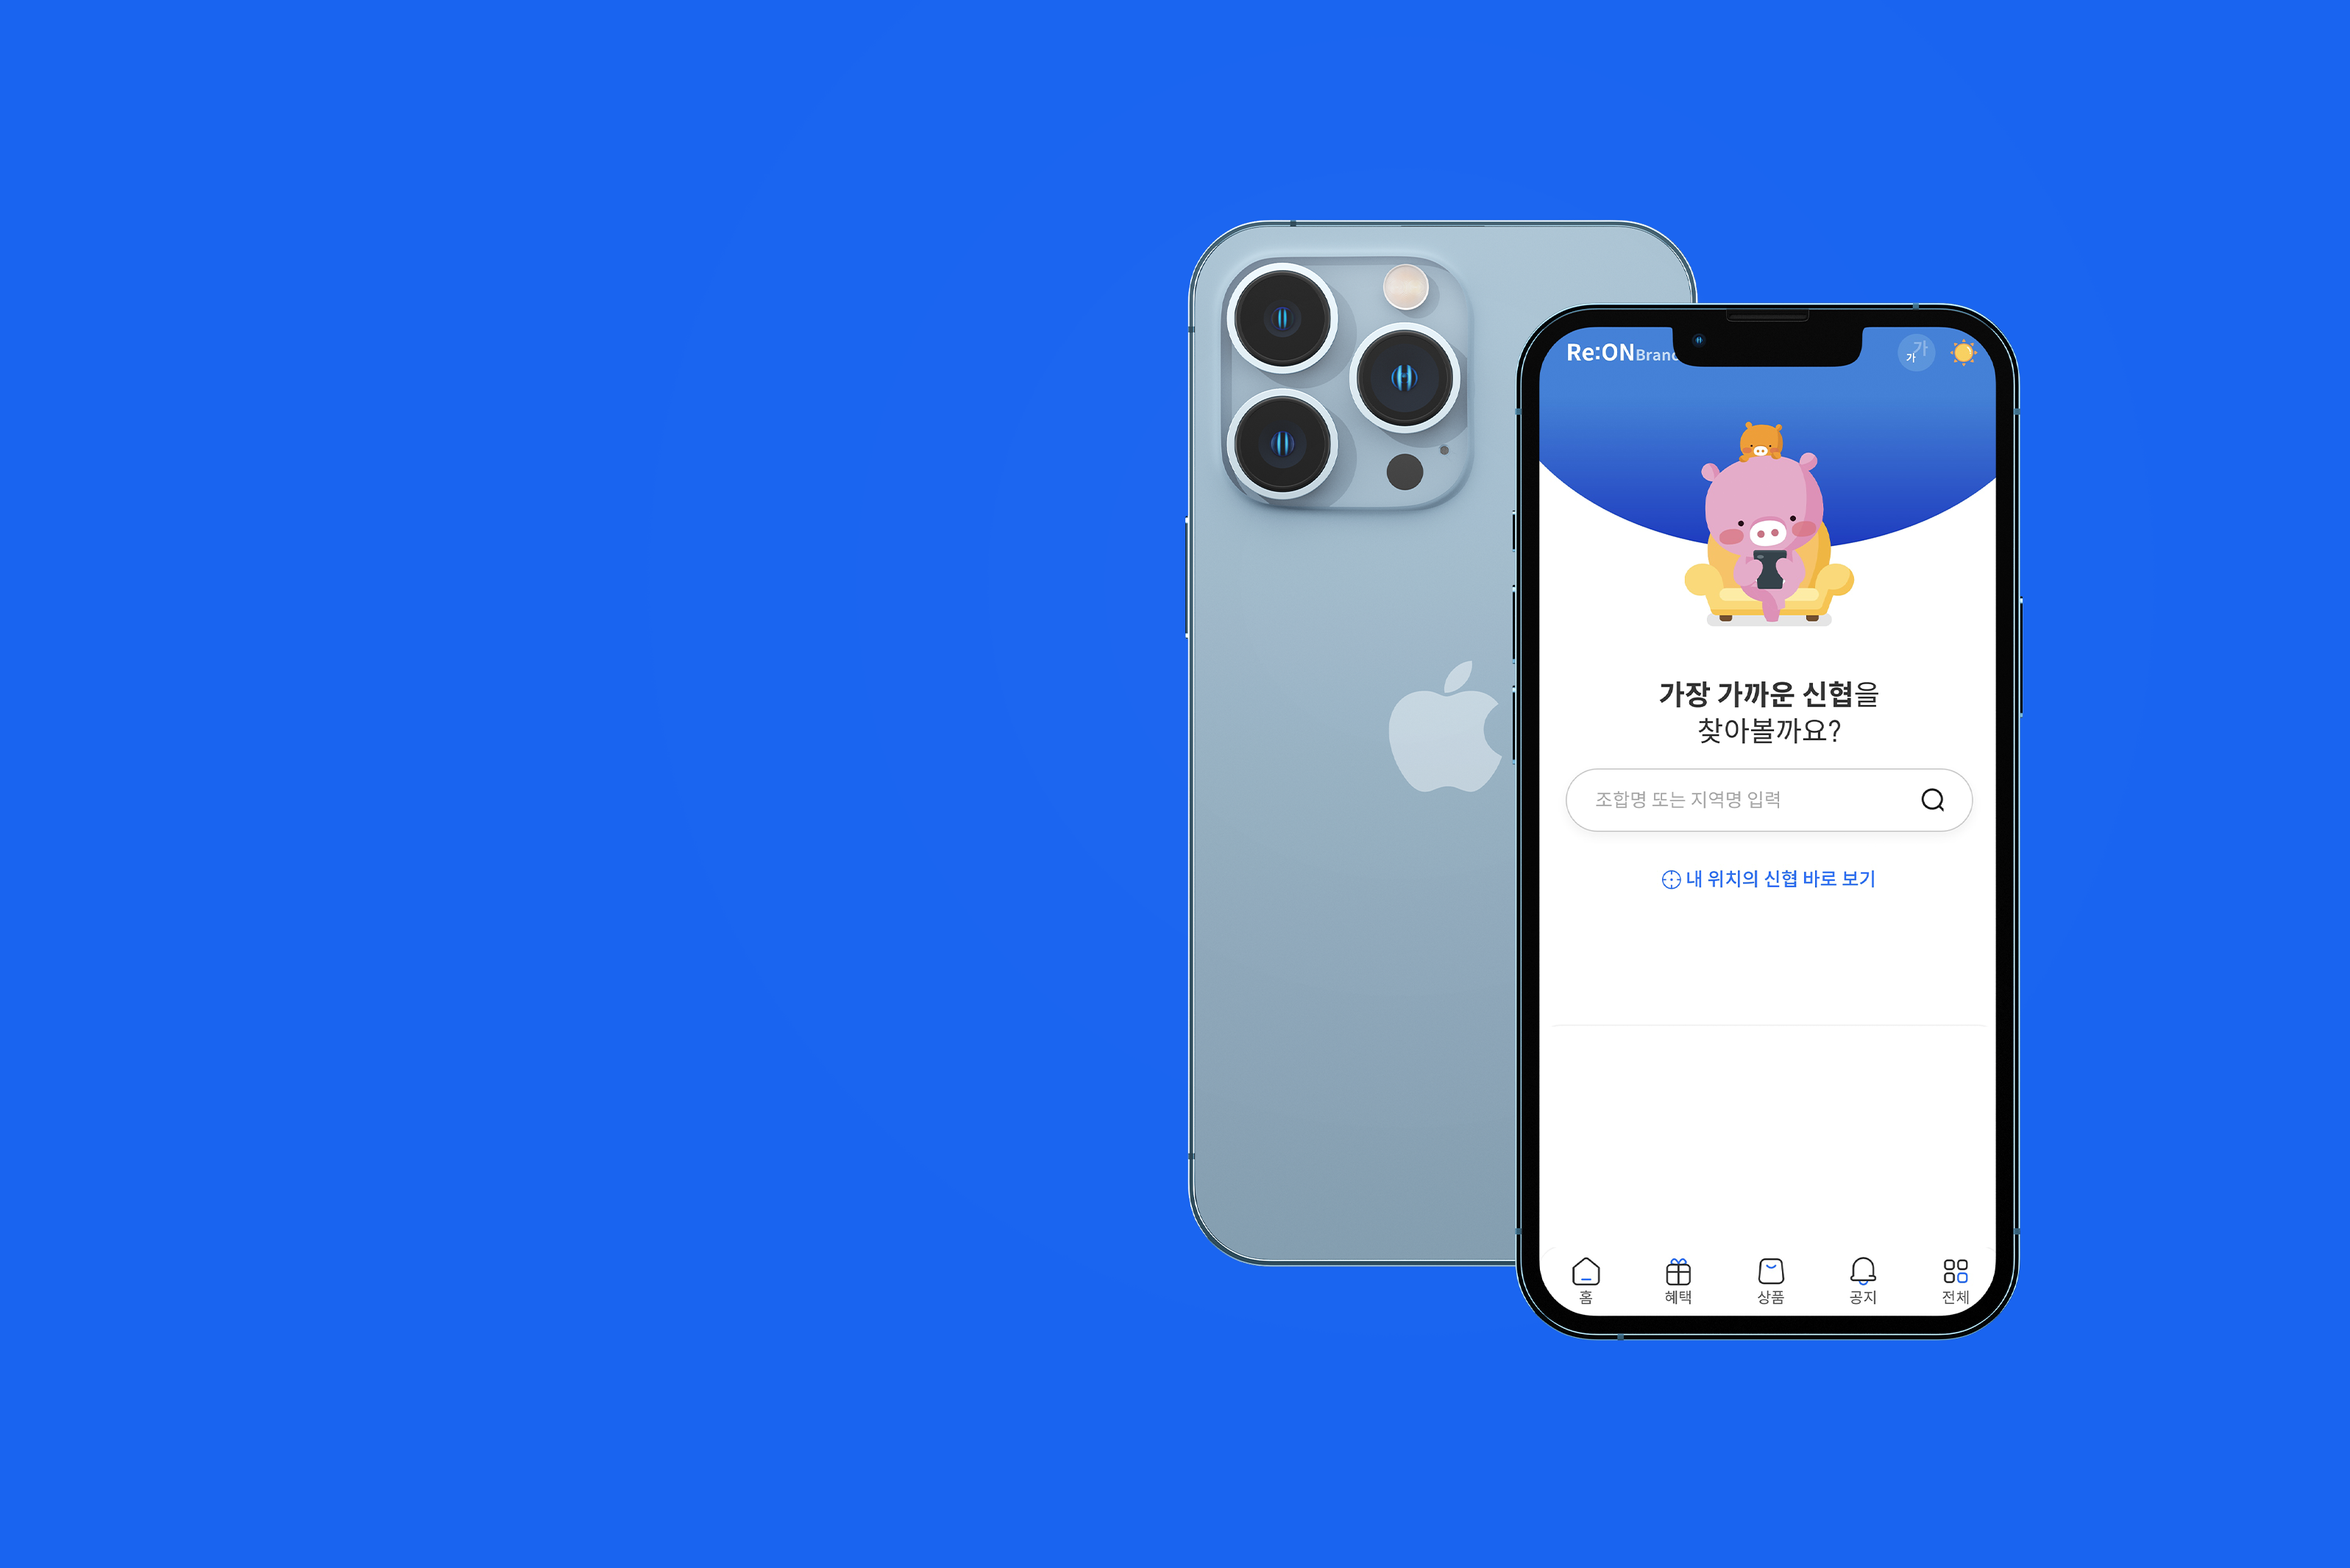 Re:ON
가 가
가장 가까운 신협을
찾아볼까요?
조합명 또는 지역명 입력
내 위치의 신협 바로 보기
홈 혜택 상품 공지 전체